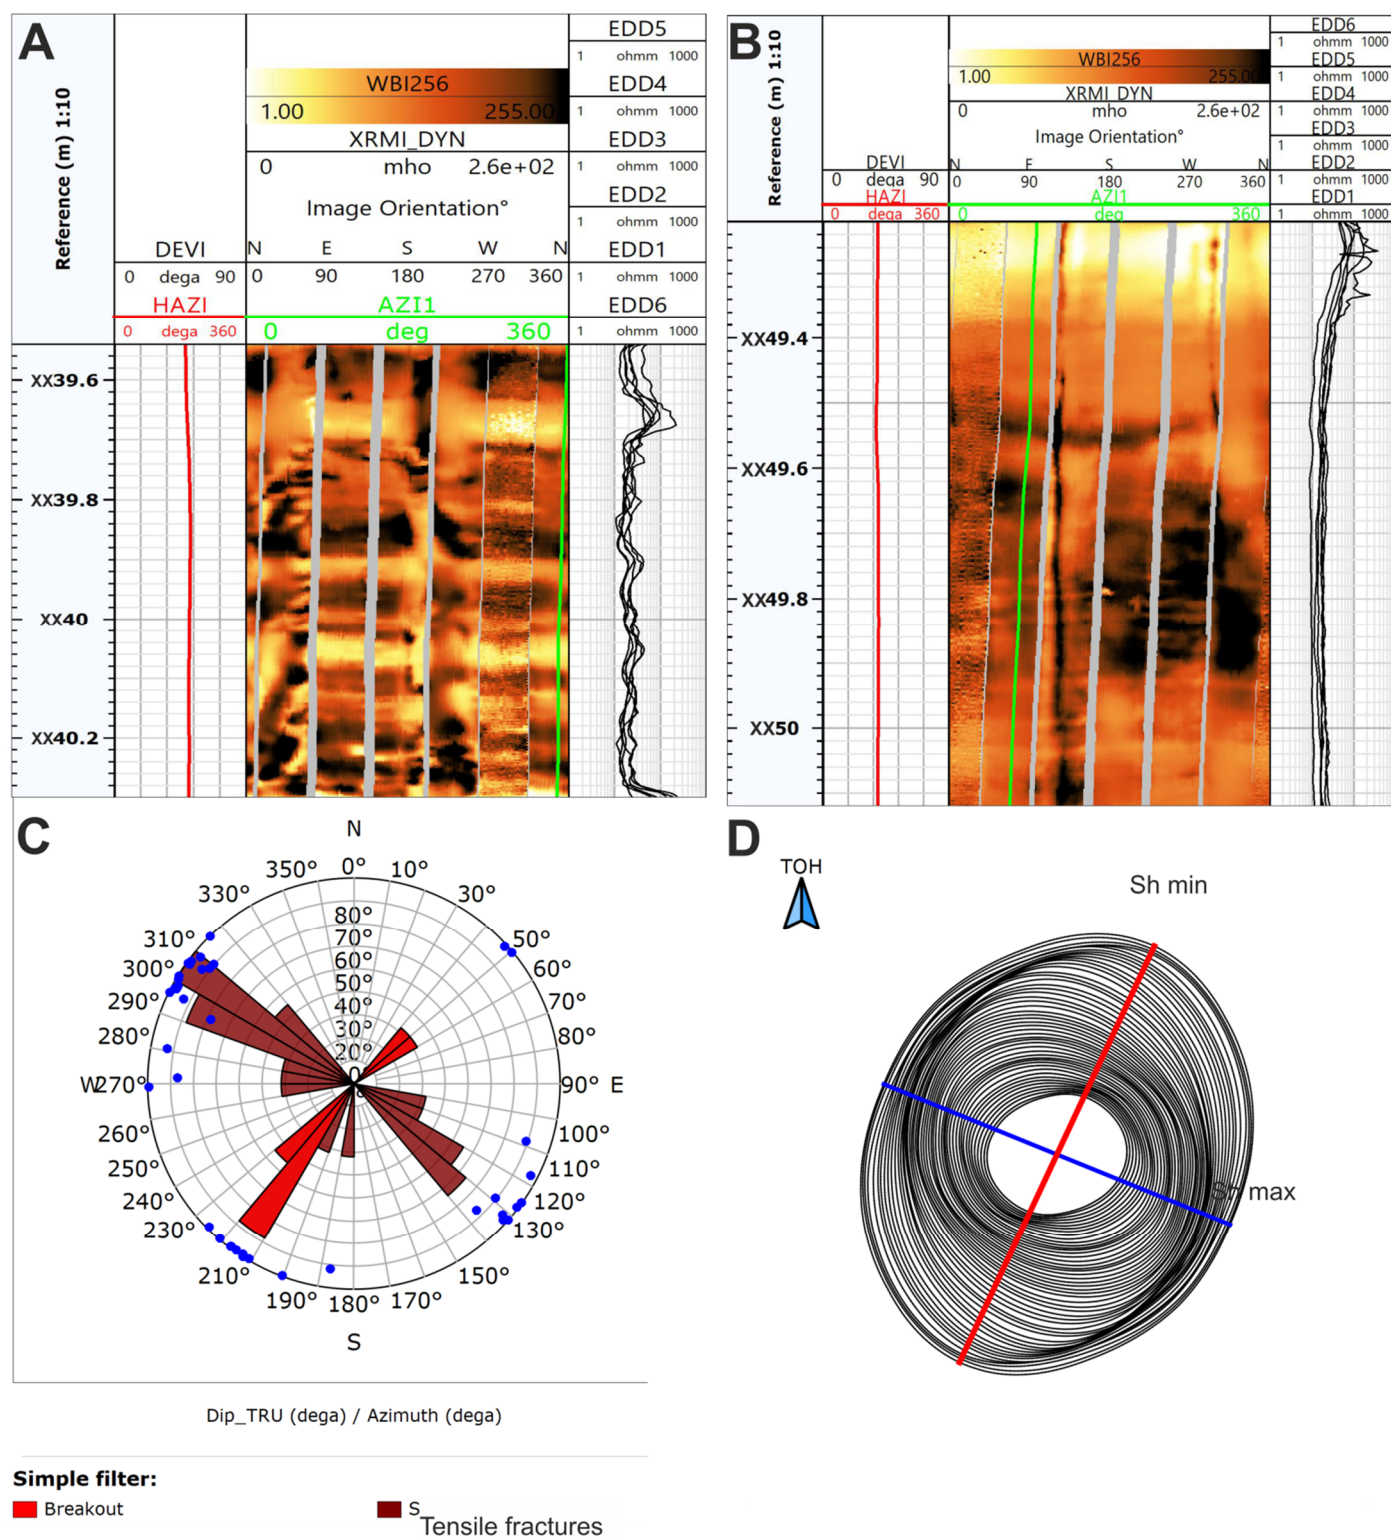 A
Reference (m) 1:10
WBI256
1.00 255.00
XRMI_DYN
0 mho 2.6e+02
Image Orientation°
DEVI
N E S W N
0 dega 90
0 90 180 270 360
HAZI
AZI1
0 dega 360
0 deg 360
EDD5
1 ohmm 1000
EDD4
1 ohmm 1000
EDD3
1 ohmm 1000
EDD2
1 ohmm 1000
EDD1
1 ohmm 1000
EDD6
1 ohmm 1000
XX39.6
XX39.8
XX40
XX40.2
B
Reference (m) 1:10
WBI256
1.00 255.00
XRMI_DYN
0 mho 2.6e+02
Image Orientation°
DEVI
N E S W N
0 dega 90
0 90 180 270 360
HAZI
AZI1
0 dega 360
0 deg 360
EDD6
1 ohmm 1000
EDD5
1 ohmm 1000
EDD4
1 ohmm 1000
EDD3
1 ohmm 1000
EDD2
1 ohmm 1000
EDD1
1 ohmm 1000
XX49.4
XX49.6
XX49.8
XX50
C
N
0°
10°
30°
50°
60°
70°
80°
90° E
100°
110°
120°
130°
150°
170°
180°
190°
210°
230°
240°
250°
260°
W270°
280°
290°
300°
310°
330°
350°
80°
70°
60°
50°
40°
30°
20°
0
S
Dip_TRU (dega) / Azimuth (dega)
Simple filter:
Breakout
S
Tensile fractures
D
TOH
Sh min
Sh max